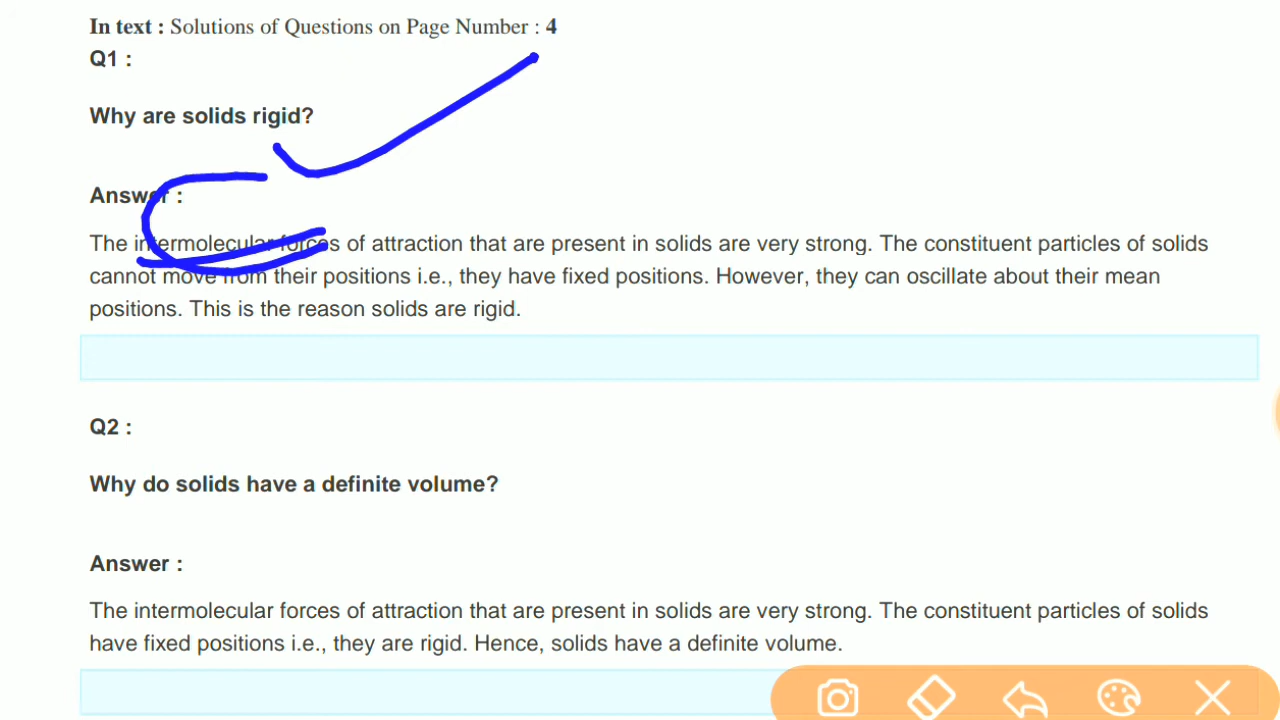 In text : Solutions of Questions on Page Number : 4
Q1 :
Why are solids rigid?
Answer :
The intermolecular forces of attraction that are present in solids are very strong. The constituent particles of solids
cannot move from their positions i.e., they have fixed positions. However, they can oscillate about their mean
positions. This is the reason solids are rigid.
Q2 :
Why do solids have a definite volume?
Answer :
The intermolecular forces of attraction that are present in solids are very strong. The constituent particles of solids
have fixed positions i.e., they are rigid. Hence, solids have a definite volume.